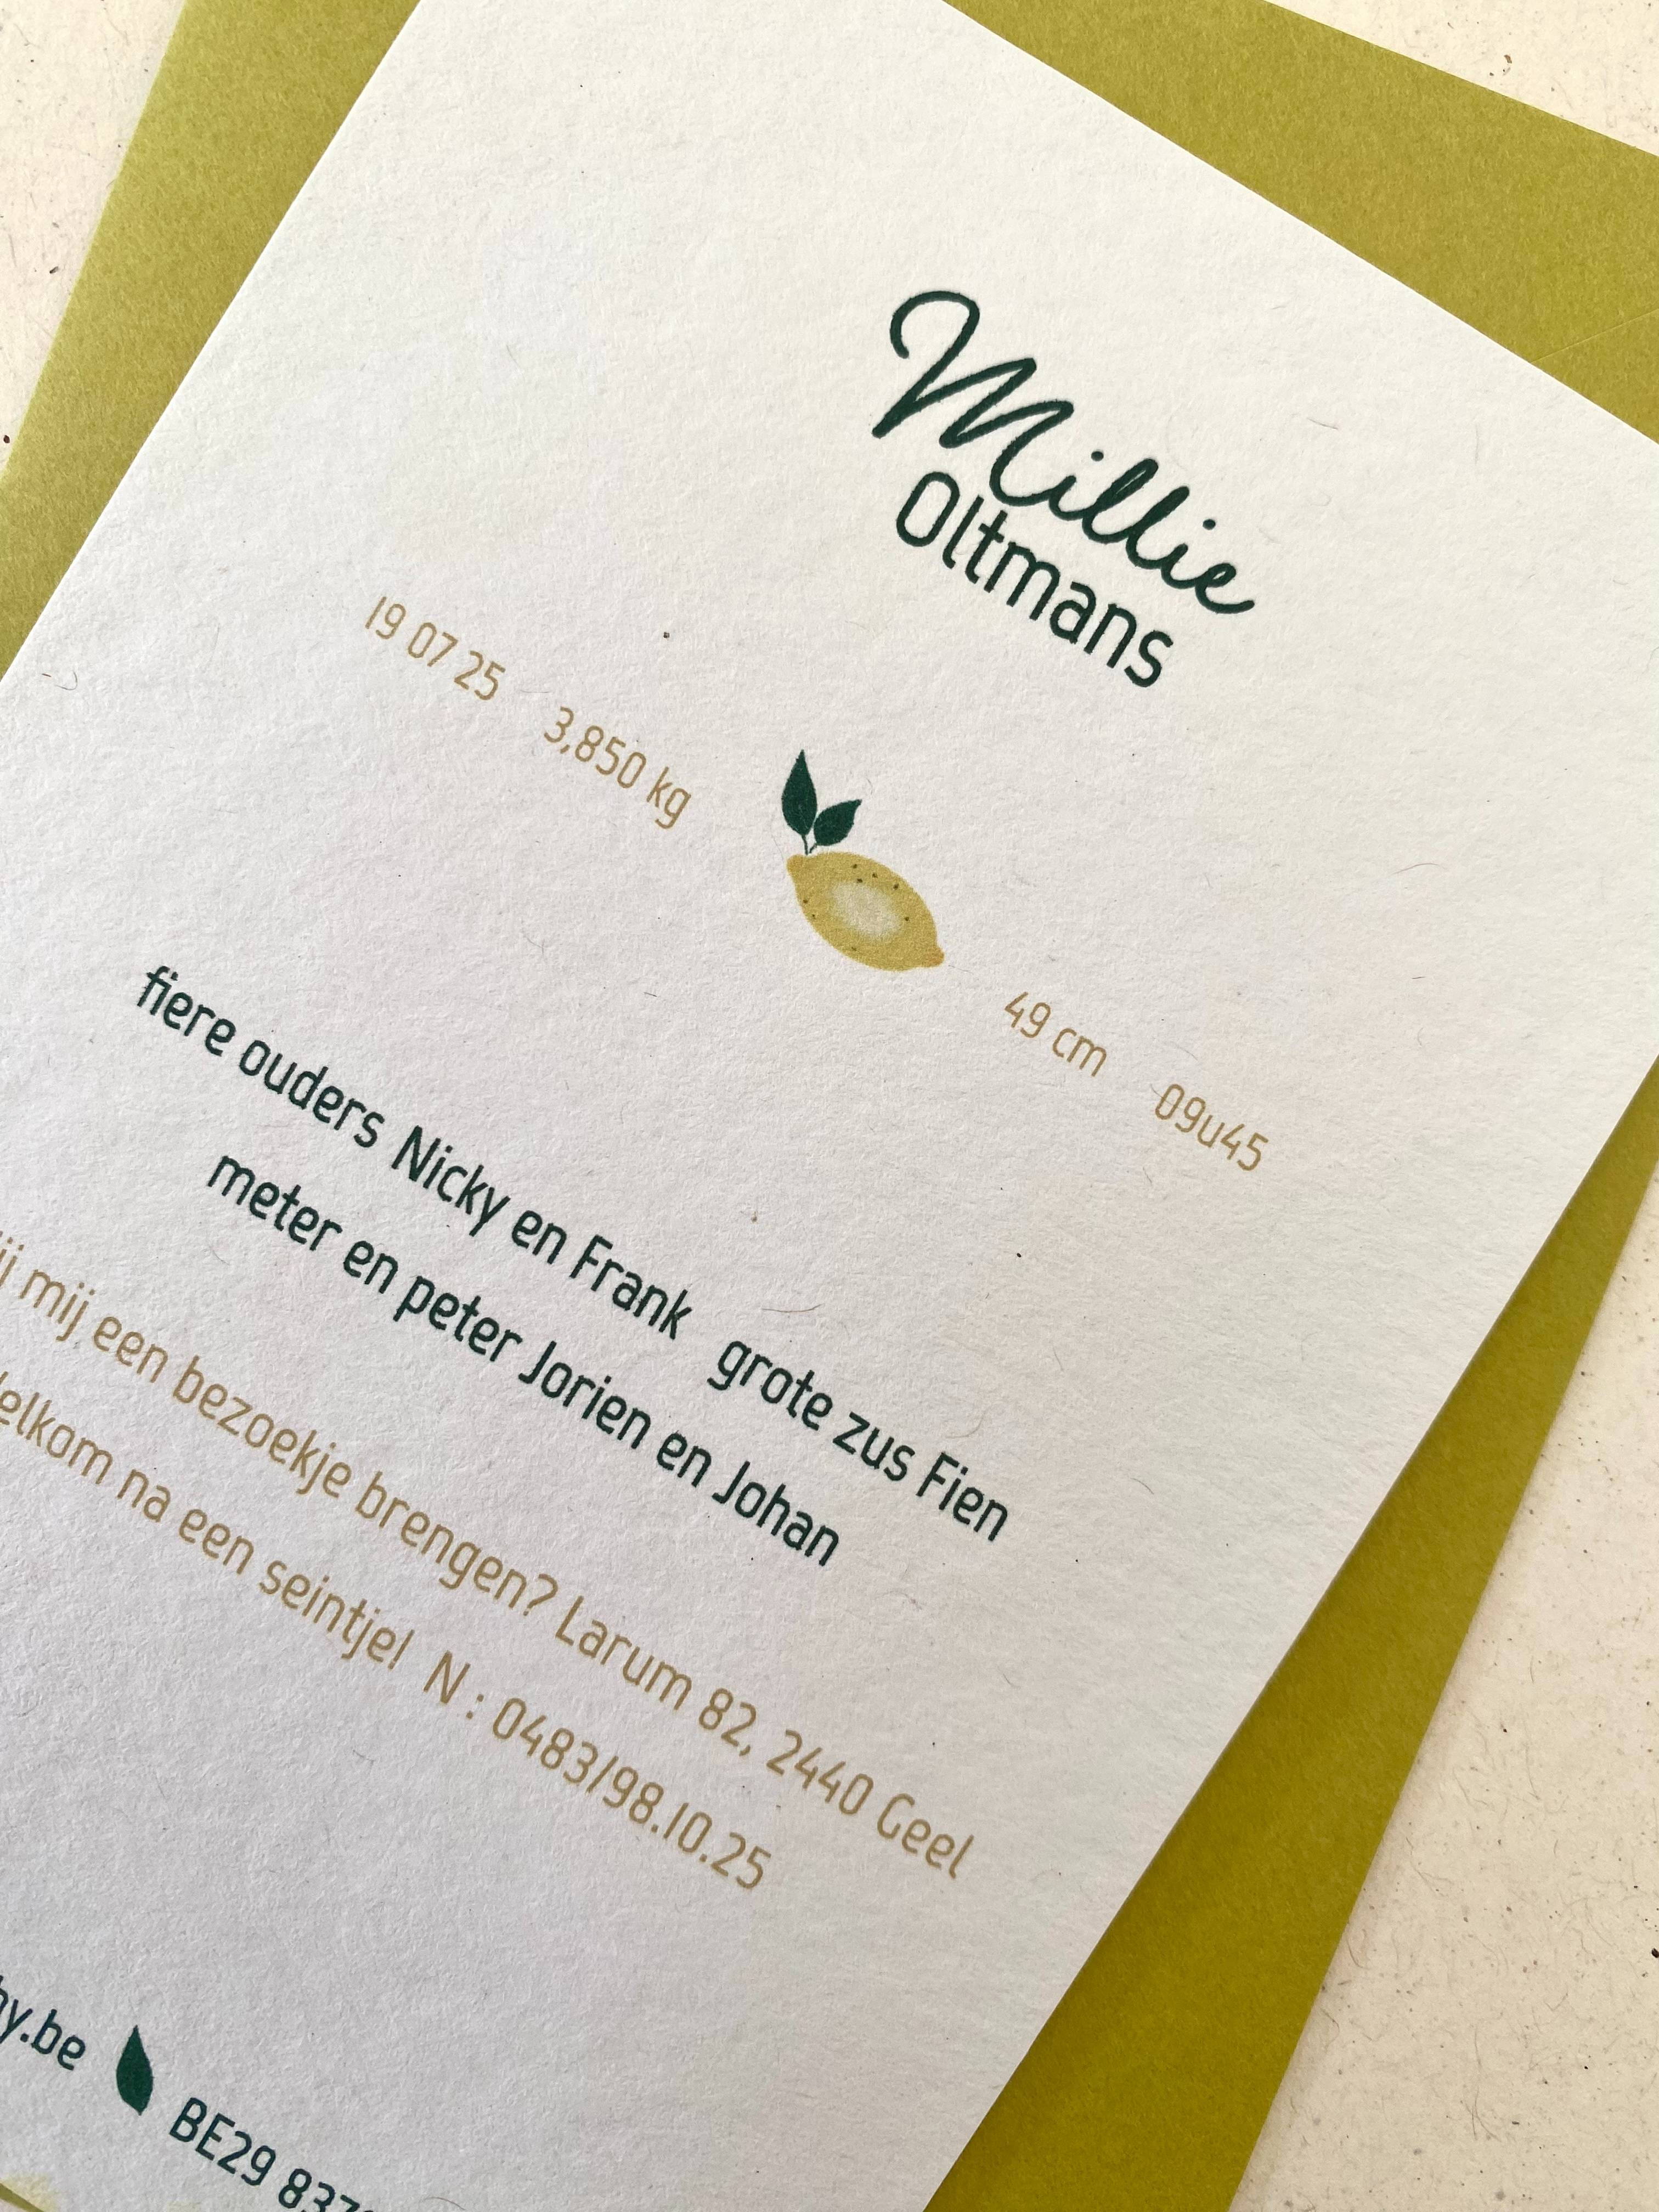 Millie
Oltmans
19 07 25 3,850 kg 49 cm 09u45
fiere ouders Nicky en Frank grote zus Fien
meter en peter Jorien en Johan
mij een bezoekje brengen? Larum 82, 2440 Geel
elkom na een seintje! N : 0483/98.10.25
y.be BE29 837